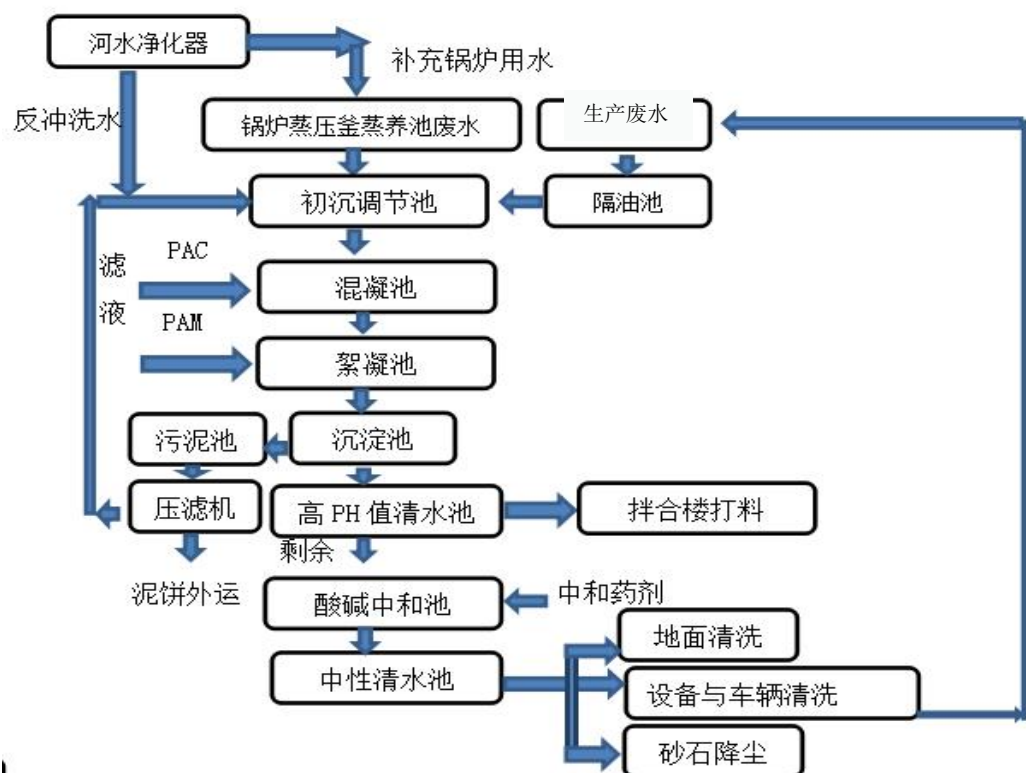 河水净化器
补充锅炉用水
反冲洗水
锅炉蒸压釜蒸养池废水
生产废水
初沉调节池
隔油池
滤
液
PAC
混凝池
PAM
絮凝池
污泥池
沉淀池
压滤机
高PH值清水池
拌合楼打料
剩余
泥饼外运
酸碱中和池
中和药剂
地面清洗
中性清水池
设备与车辆清洗
砂石降尘